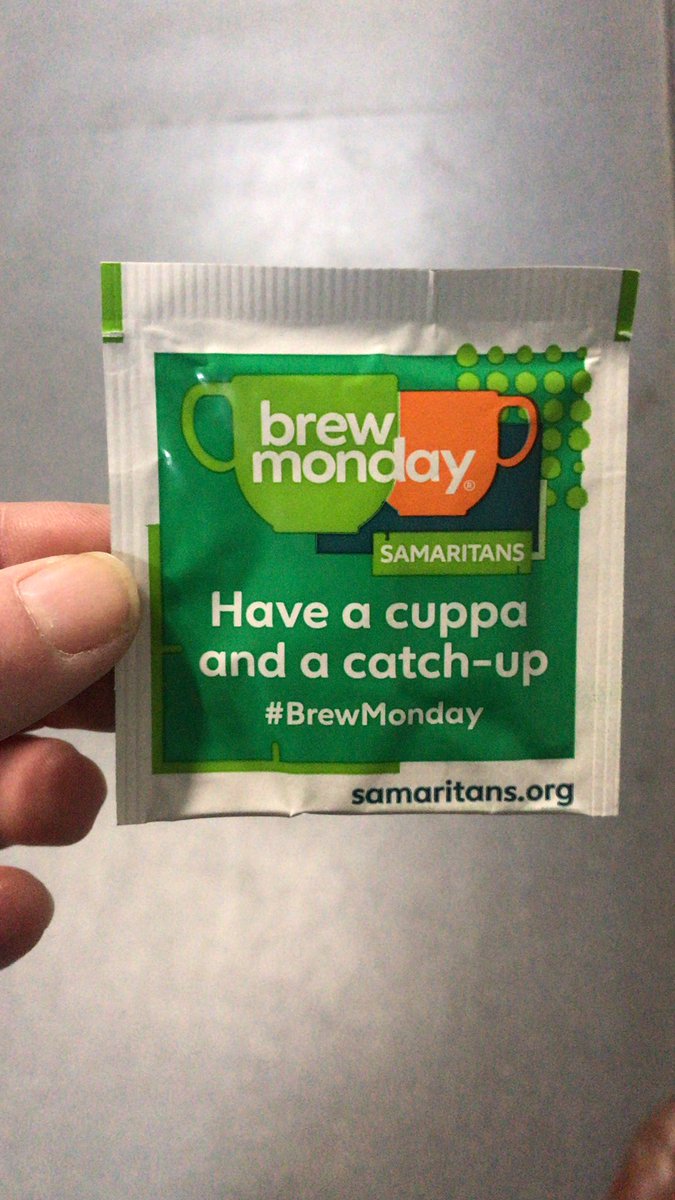 brew
monday®
SAMARITANS
Have a cuppa
and a catch-up
#BrewMonday
samaritans.org